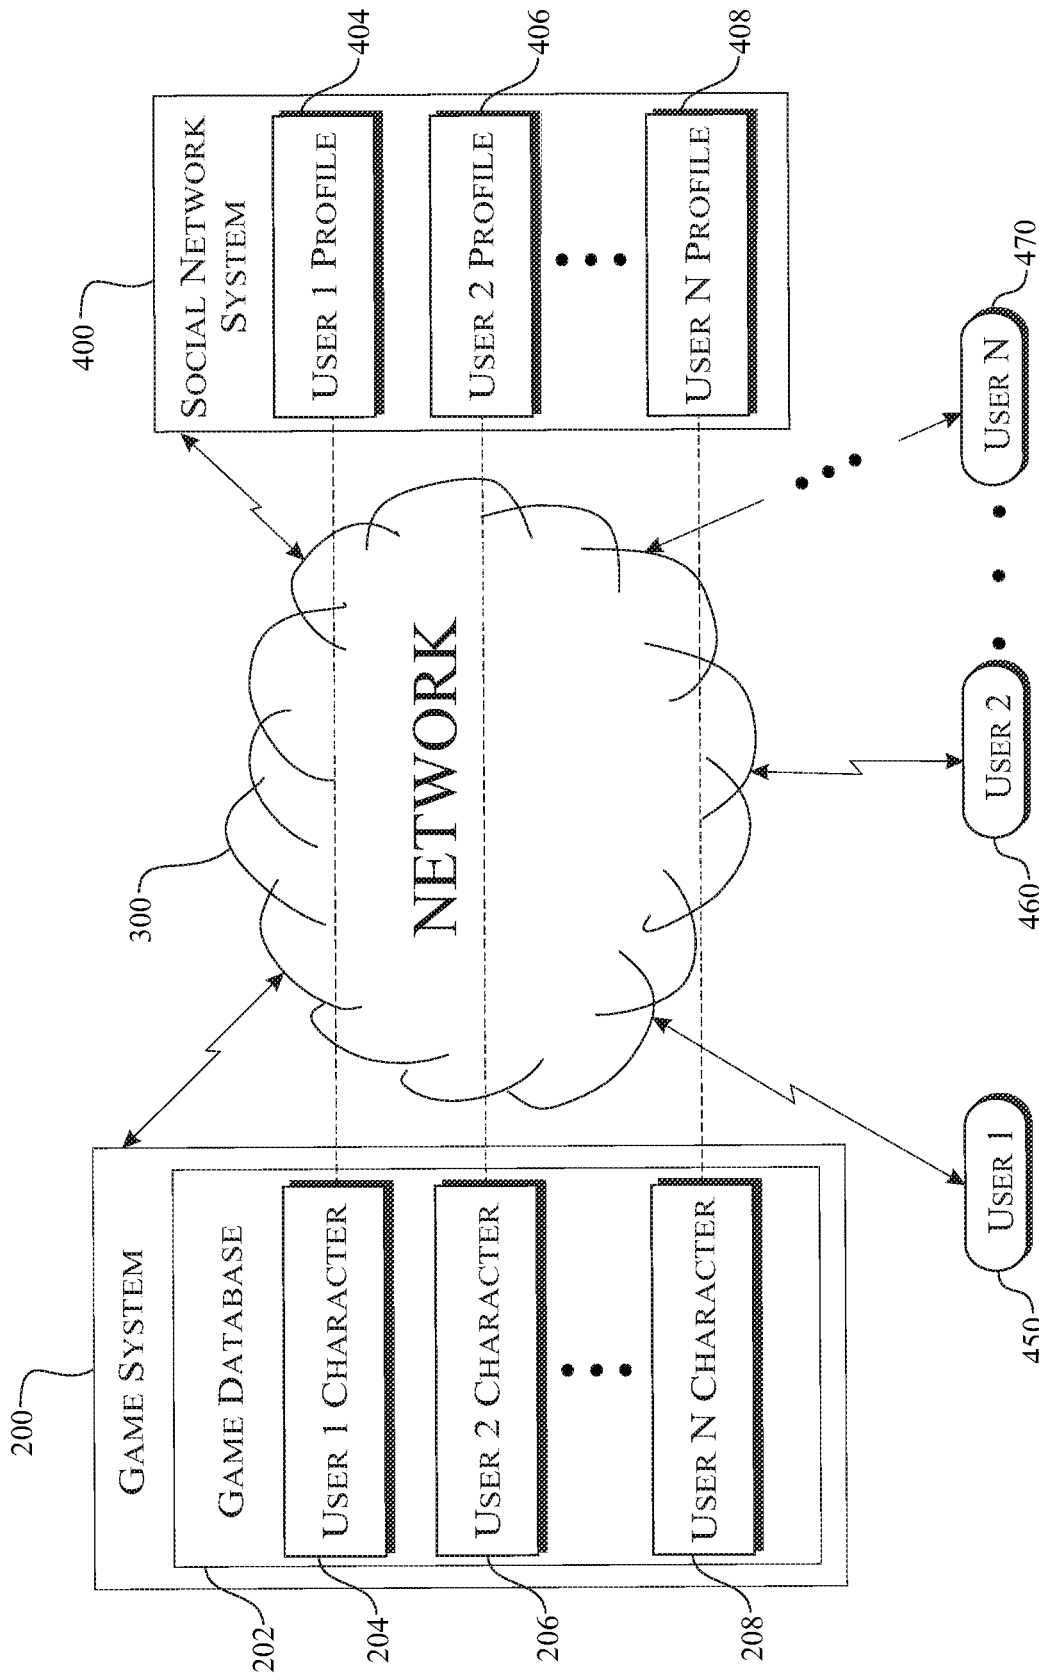 200
GAME SYSTEM
202
GAME DATABASE
204
USER 1 CHARACTER
206
USER 2 CHARACTER
208
USER N CHARACTER
300
NETWORK
400
SOCIAL NETWORK
SYSTEM
USER 1 PROFILE
404
USER 2 PROFILE
406
USER N PROFILE
408
USER 1
450
USER 2
460
USER N
470